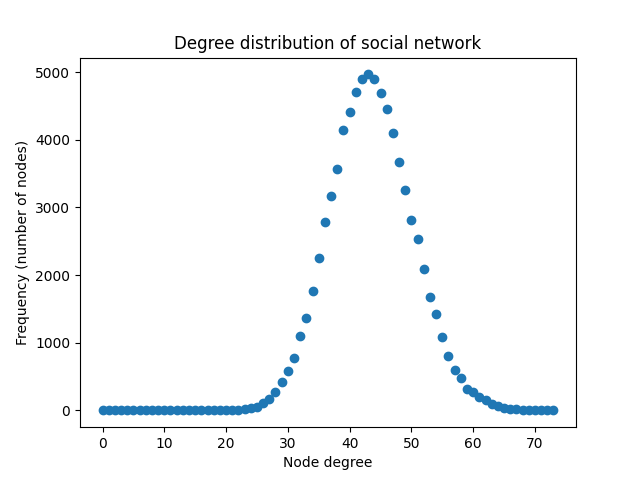 Degree distribution of social network
5000
4000
3000
2000
1000
0
Frequency (number of nodes)
0 10 20 30 40 50 60 70
Node degree